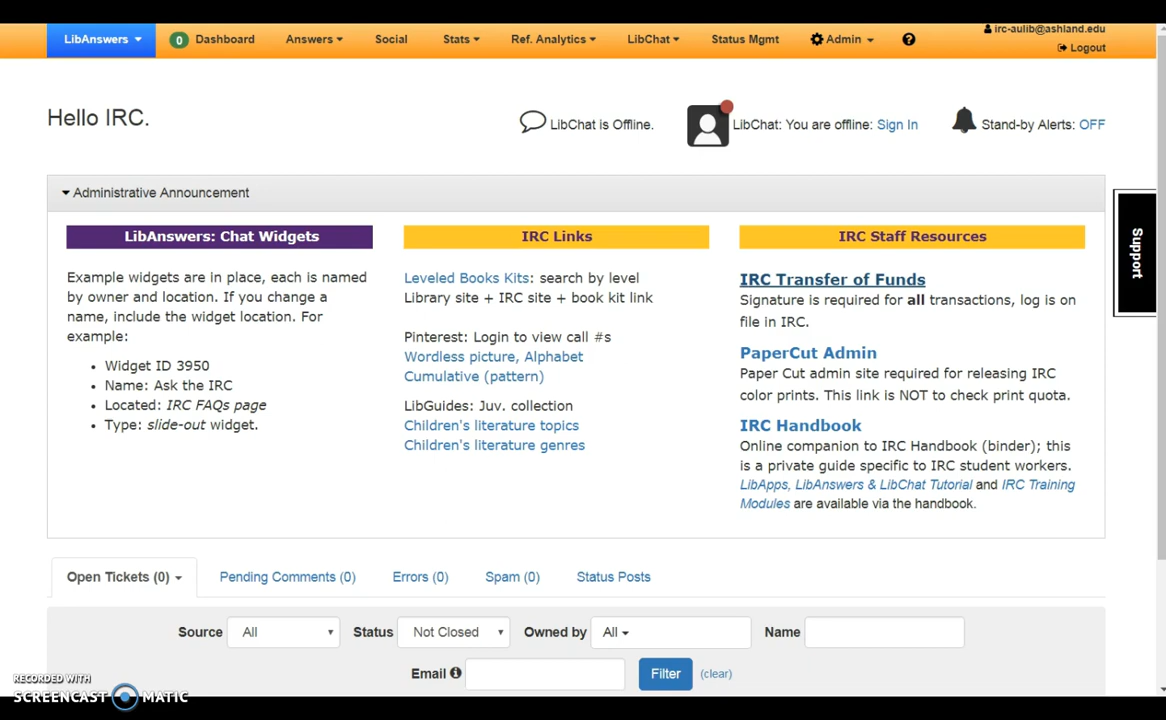 LibAnswers
0 Dashboard
Answers
Social
Stats
Ref. Analytics
LibChat
Status Mgmt
Admin
?
irc-aulib@ashland.edu
Logout
Hello IRC.
LibChat is Offline.
LibChat: You are offline: Sign In
Stand-by Alerts: OFF
Administrative Announcement
LibAnswers: Chat Widgets
Example widgets are in place, each is named
by owner and location. If you change a
name, include the widget location. For
example:
• Widget ID 3950
• Name: Ask the IRC
• Located: IRC FAQs page
• Type: slide-out widget.
IRC Links
Leveled Books Kits: search by level
Library site + IRC site + book kit link
Pinterest: Login to view call #s
Wordless picture, Alphabet
Cumulative (pattern)
LibGuides: Juv. collection
Children's literature topics
Children's literature genres
IRC Staff Resources
IRC Transfer of Funds
Signature is required for all transactions, log is on
file in IRC.
PaperCut Admin
Paper Cut admin site required for releasing IRC
color prints. This link is NOT to check print quota.
IRC Handbook
Online companion to IRC Handbook (binder); this
is a private guide specific to IRC student workers.
LibApps, LibAnswers & LibChat Tutorial and IRC Training
Modules are available via the handbook.
Support
Open Tickets (0)
Pending Comments (0)
Errors (0)
Spam (0)
Status Posts
Source All Status Not Closed Owned by All Name
Email Filter (clear)
RECORDED WITH
SCREENCAST MATIC